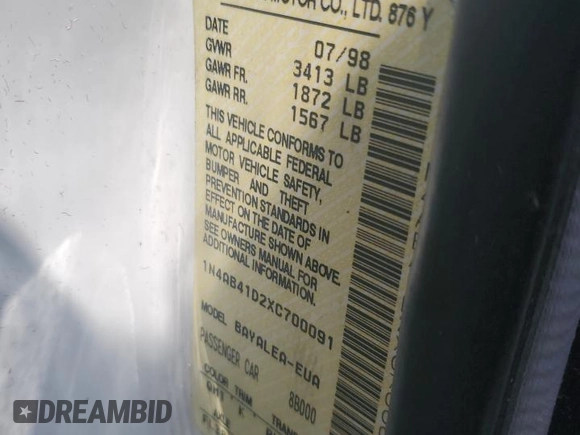 MOTOR CO., LTD. 876 Y
DATE 07/98
GVWR 3413 LB
GAWR FR. 1872 LB
GAWR RR. 1567 LB
THIS VEHICLE CONFORMS TO
ALL APPLICABLE FEDERAL
MOTOR VEHICLE SAFETY,
BUMPER AND THEFT
PREVENTION STANDARDS IN
EFFECT ON THE DATE OF
MANUFACTURE SHOWN ABOVE.
SEE OWNERS MANUAL FOR
ADDITIONAL INFORMATION.
1N4AB41D2XC700091
MODEL BAYALEA-EUA
PASSENGER CAR 8B000
COLOR TRIM
DREAMBID